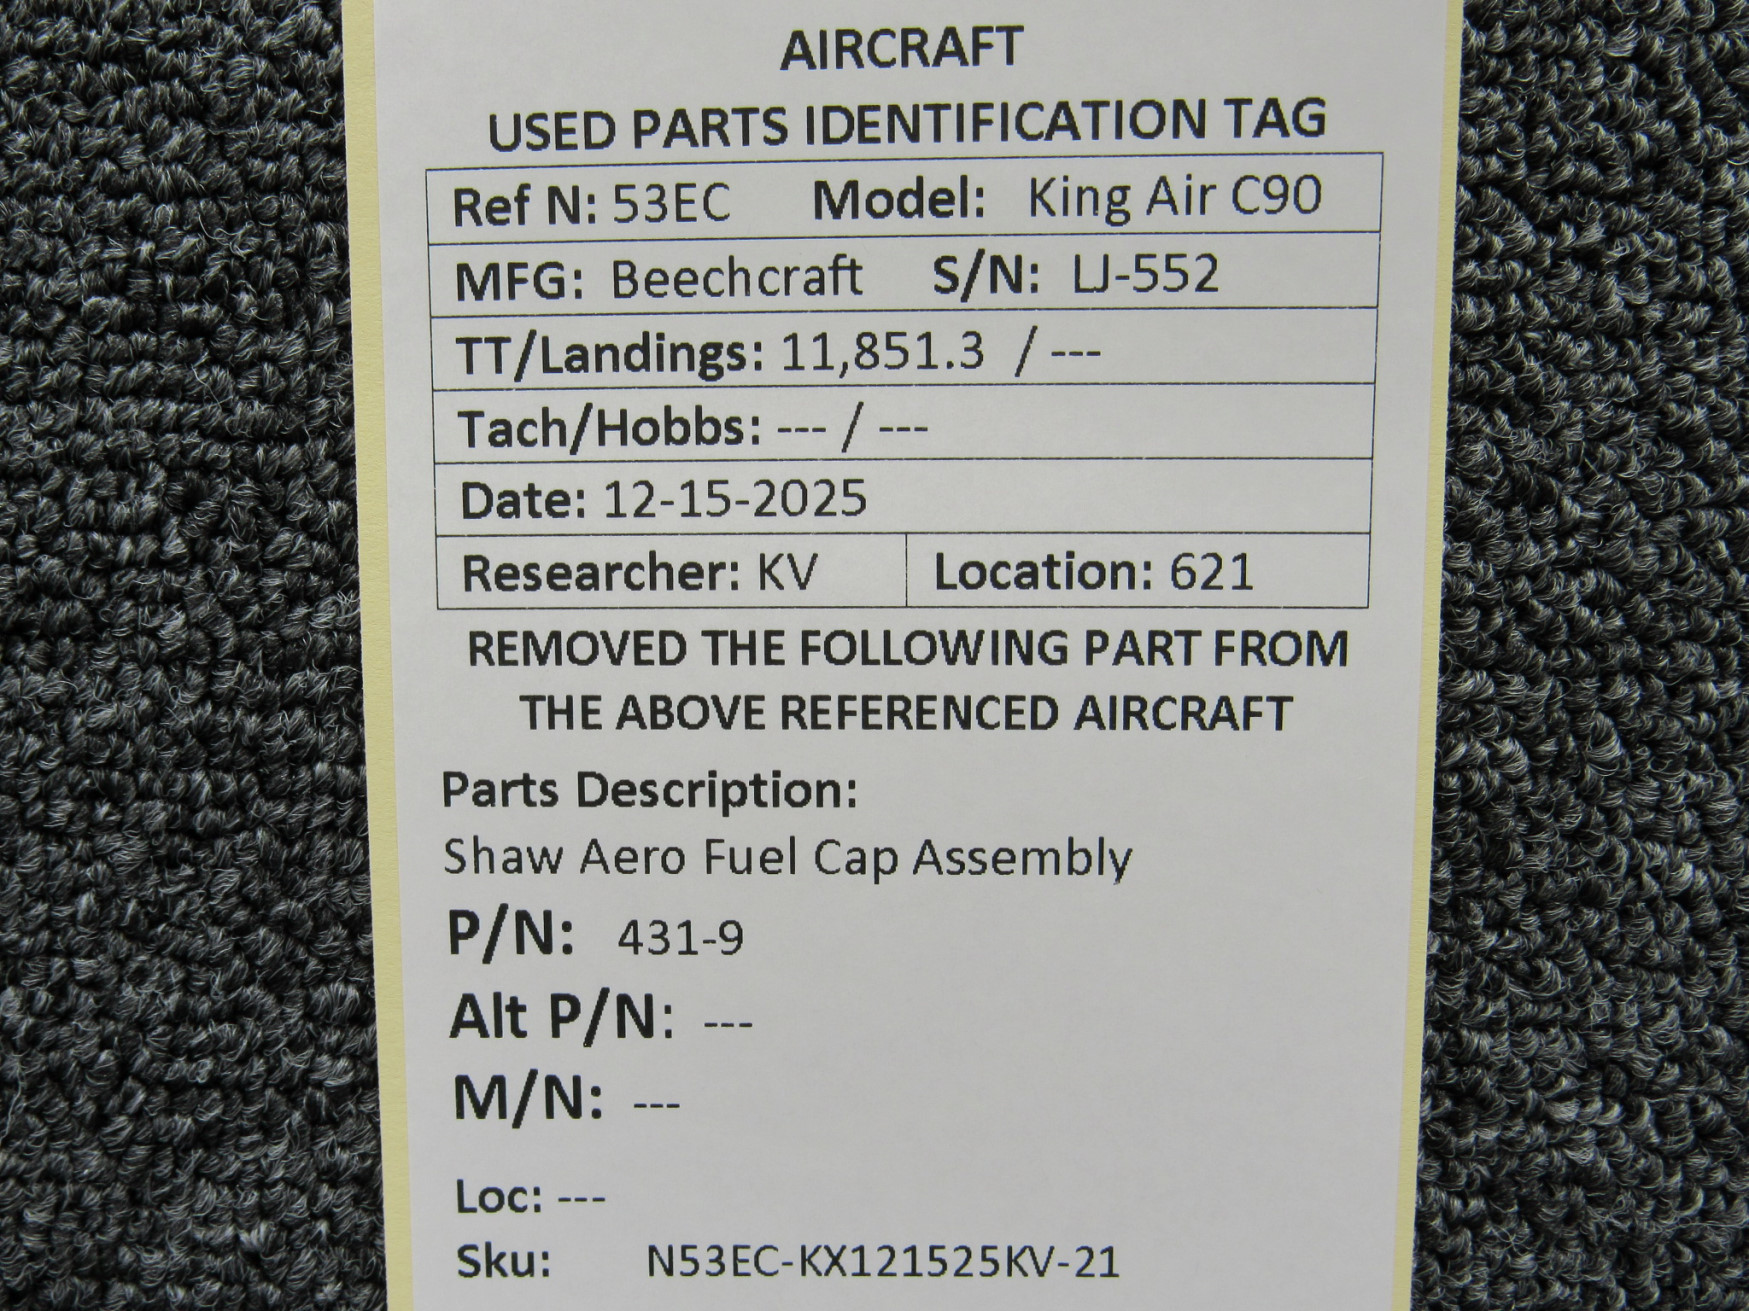 AIRCRAFT
USED PARTS IDENTIFICATION TAG
Ref N: 53EC Model: King Air C90
MFG: Beechcraft S/N: LJ-552
TT/Landings: 11,851.3 / ---
Tach/Hobbs: --- / ---
Date: 12-15-2025
Researcher: KV Location: 621
REMOVED THE FOLLOWING PART FROM
THE ABOVE REFERENCED AIRCRAFT
Parts Description:
Shaw Aero Fuel Cap Assembly
P/N: 431-9
Alt P/N: ---
M/N: ---
Loc: ---
Sku: N53EC-KX121525KV-21